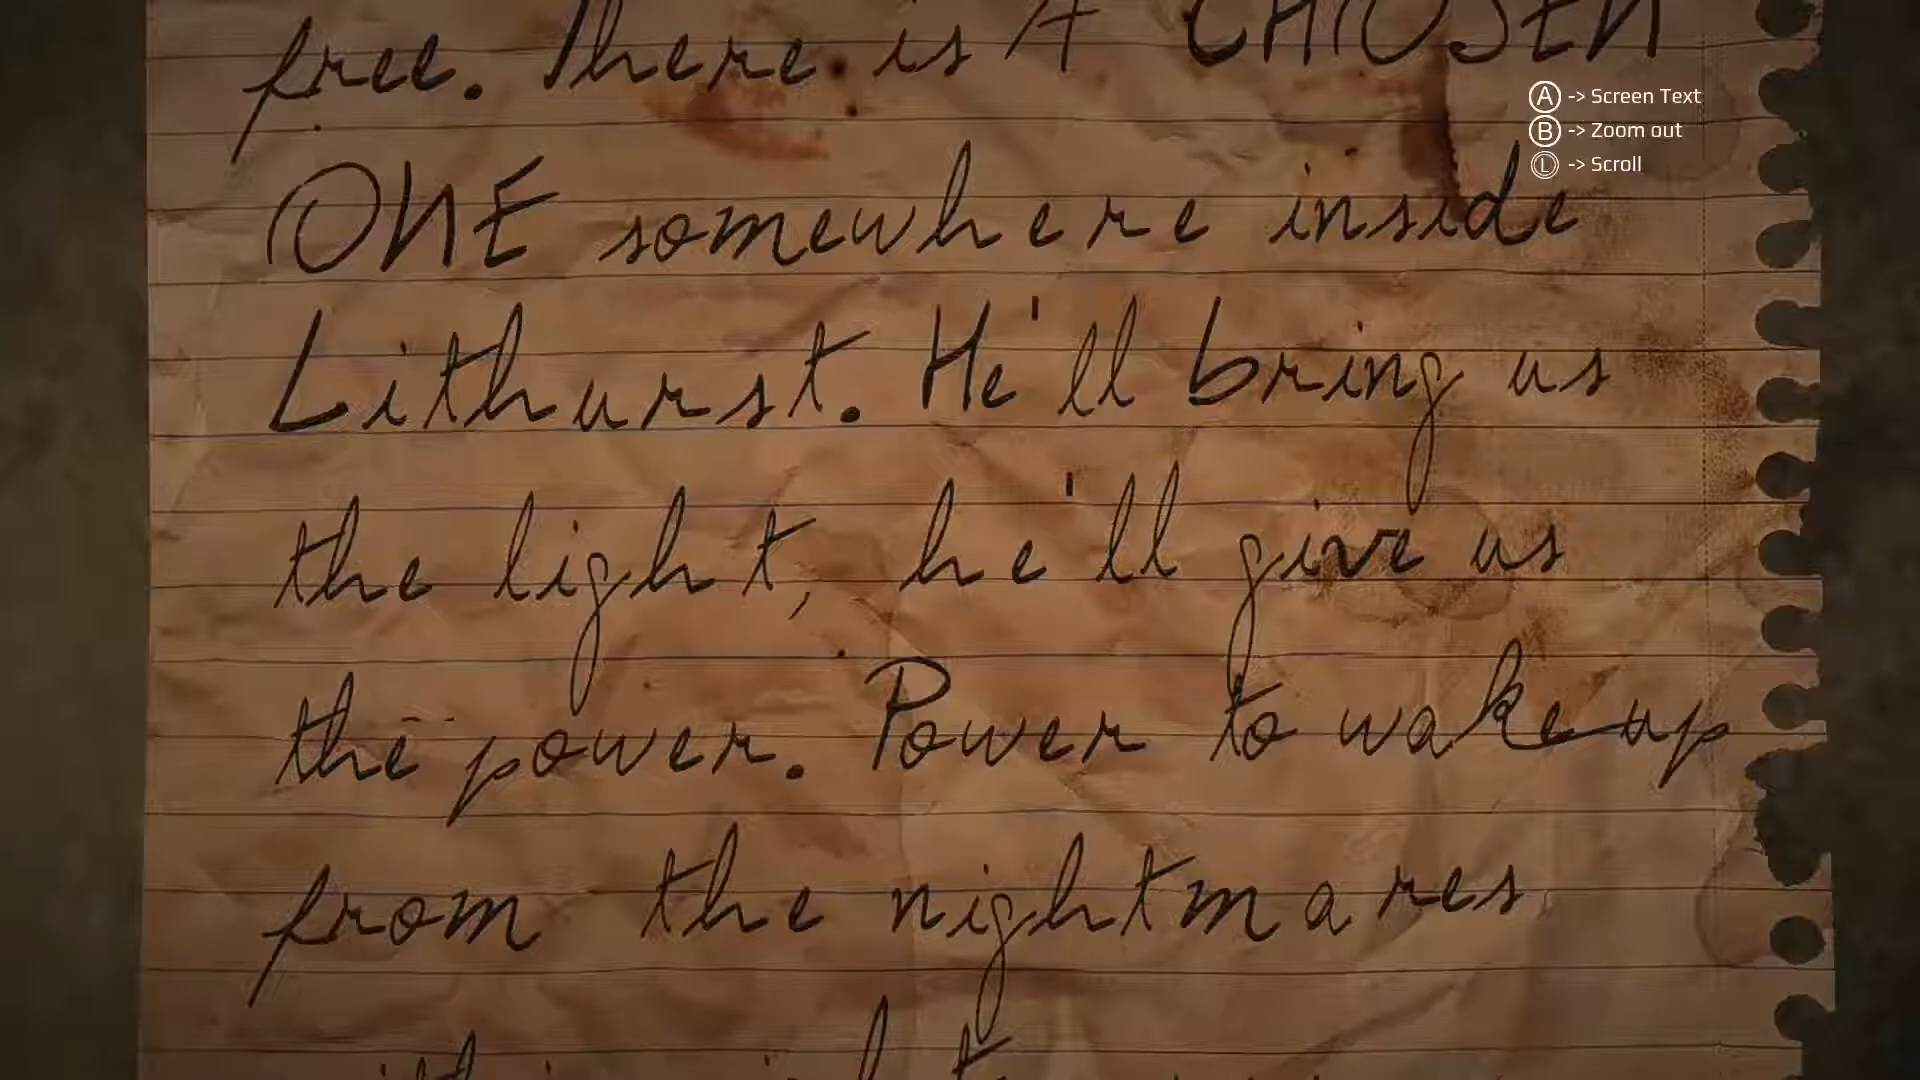 free. There is A CHOSEN
A -> Screen Text
B -> Zoom out
L -> Scroll
ONE somewhere inside
Lithurst. He'll bring us
the light, he'll give us
the power. Power to wake up
from the nightmares